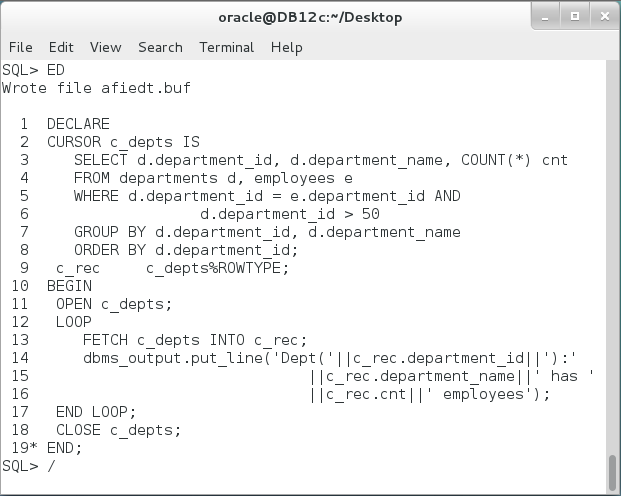 oracle@DB12c:~/Desktop
File Edit View Search Terminal Help
SQL> ED
Wrote file afiedt.buf
1 DECLARE
2 CURSOR c_depts IS
3 SELECT d.department_id, d.department_name, COUNT(*) cnt
4 FROM departments d, employees e
5 WHERE d.department_id = e.department_id AND
6 d.department_id > 50
7 GROUP BY d.department_id, d.department_name
8 ORDER BY d.department_id;
9 c_rec c_depts%ROWTYPE;
10 BEGIN
11 OPEN c_depts;
12 LOOP
13 FETCH c_depts INTO c_rec;
14 dbms_output.put_line('Dept('||c_rec.department_id||'):'
15 ||c_rec.department_name||' has '
16 ||c_rec.cnt||' employees');
17 END LOOP;
18 CLOSE c_depts;
19* END;
SQL> /